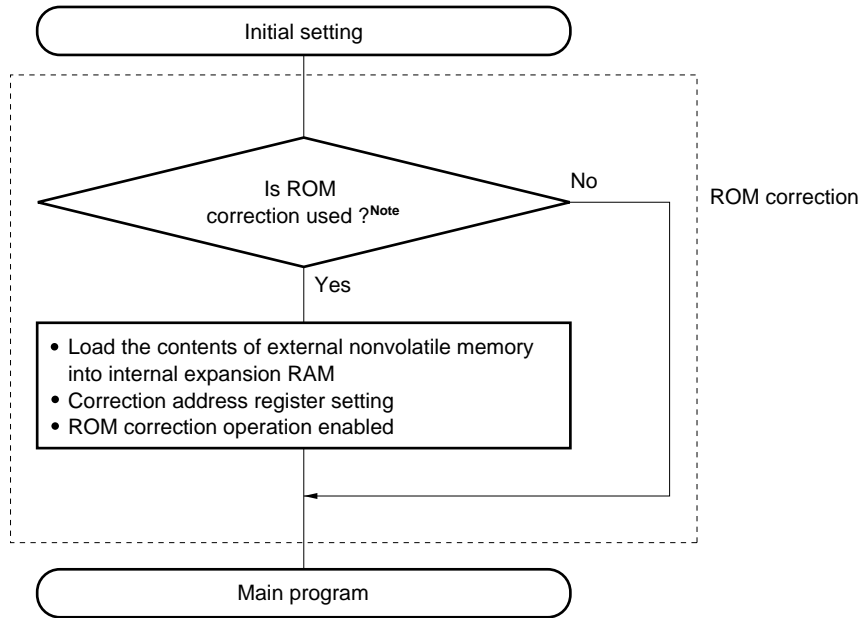 Initial setting
Is ROM
correction used ?Note
No
ROM correction
Yes
• Load the contents of external nonvolatile memory
into internal expansion RAM
• Correction address register setting
• ROM correction operation enabled
Main program